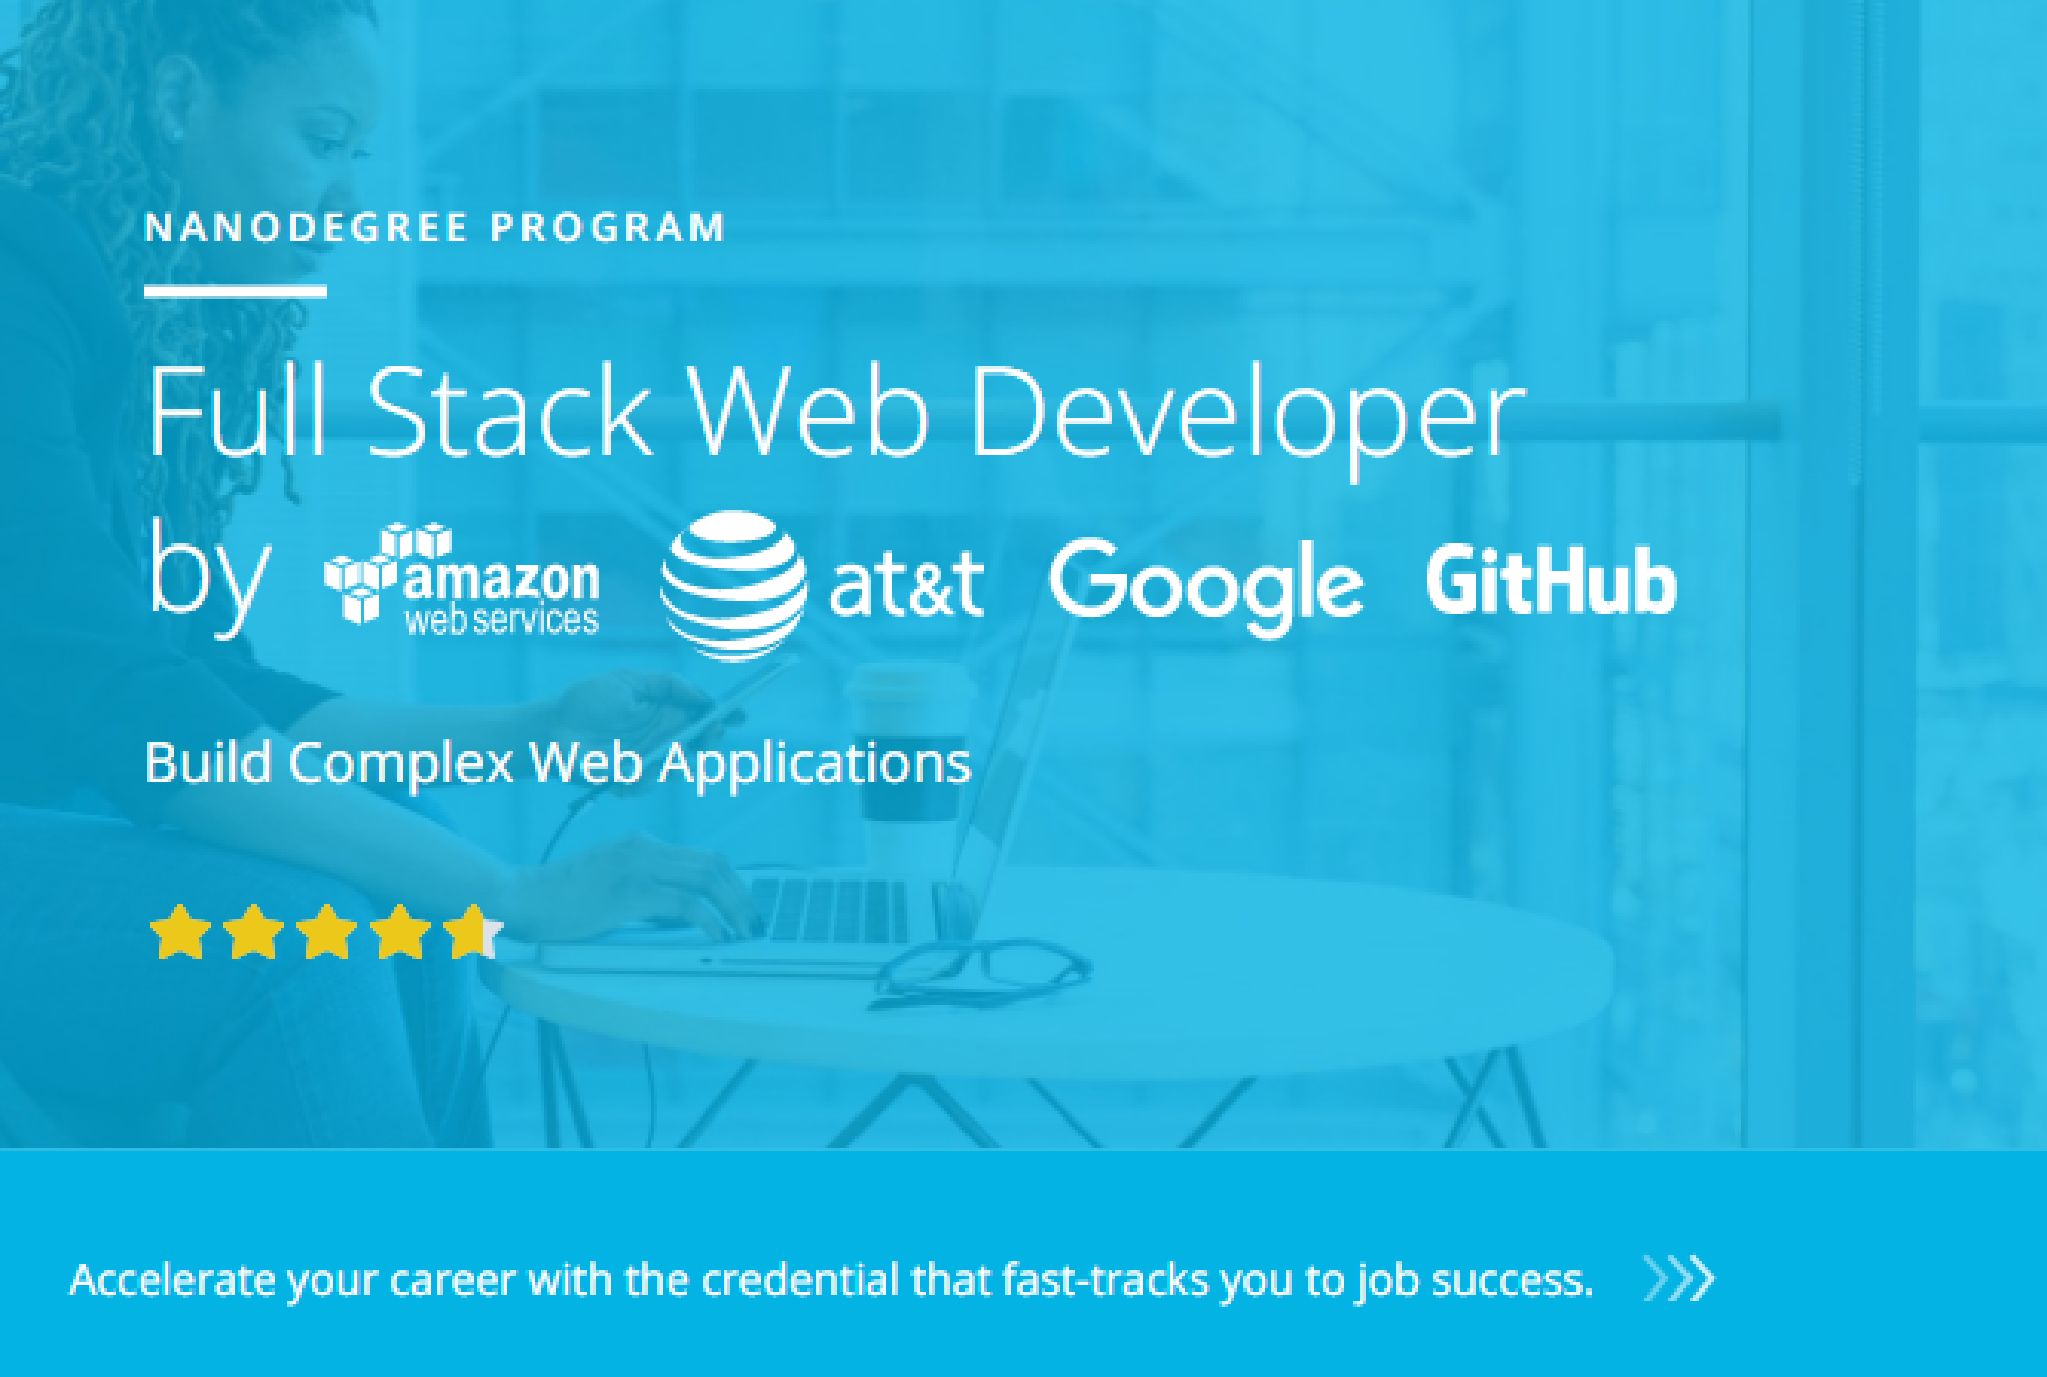 NANODEGREE PROGRAM
Full Stack Web Developer
by amazon web services at&t Google GitHub
Build Complex Web Applications
Accelerate your career with the credential that fast-tracks you to job success.